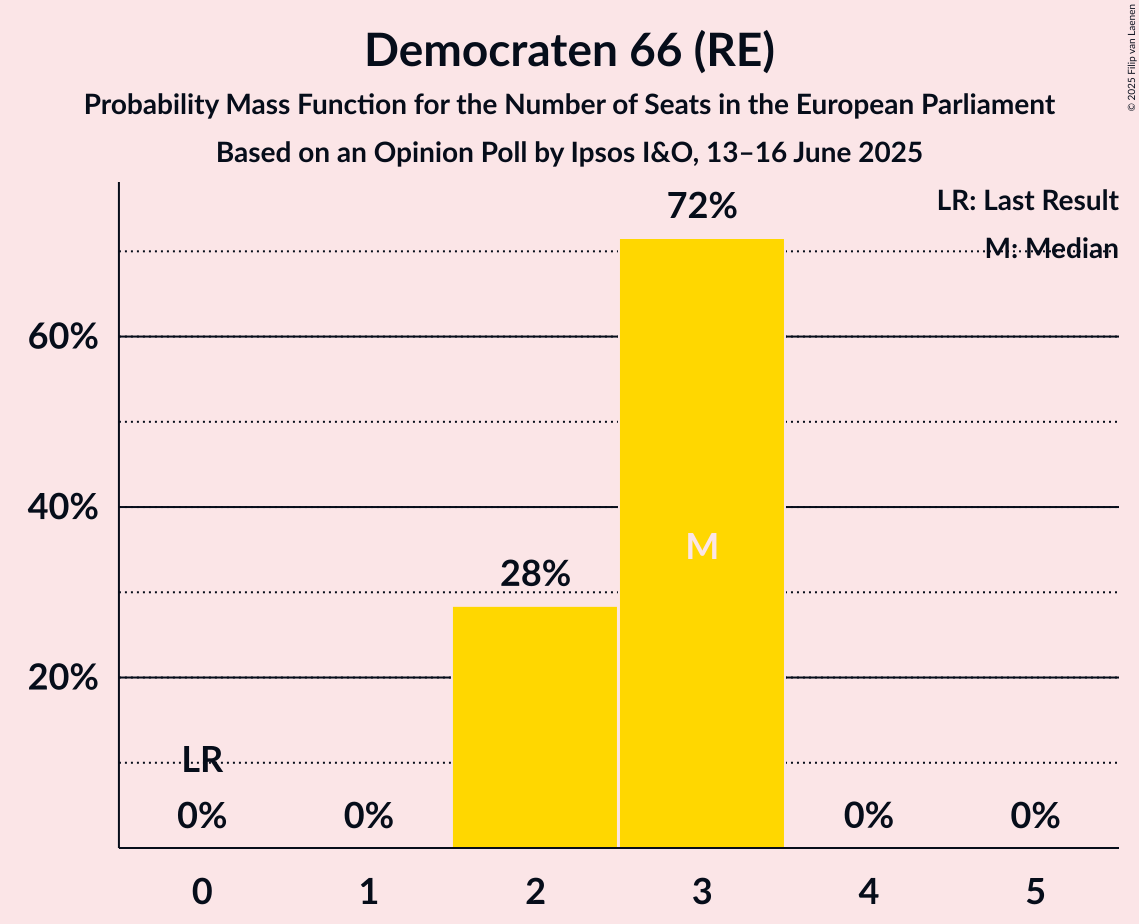 Democraten 66 (RE)
Probability Mass Function for the Number of Seats in the European Parliament
Based on an Opinion Poll by Ipsos I&O, 13–16 June 2025
© 2025 Filip van Laenen
LR: Last Result
M: Median
72%
60%
40%
M
28%
20%
LR
0% 0% 0% 0%
0 1 2 3 4 5